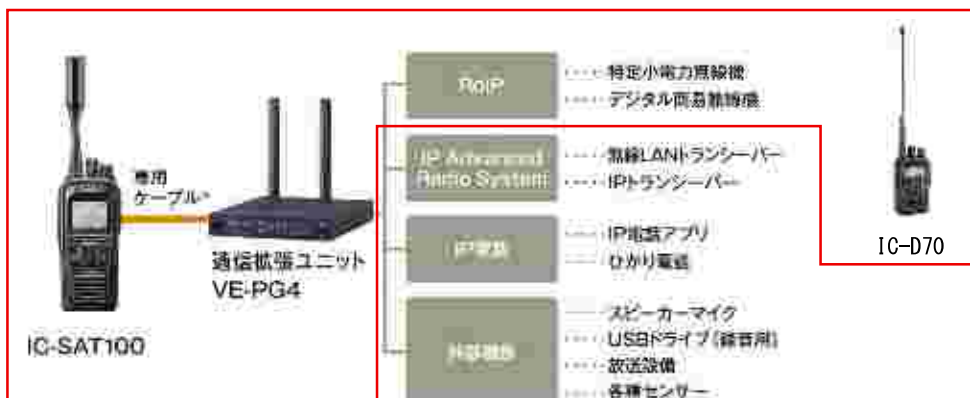 専用
ケーブル*
通信拡張ユニット
VE-PG4
IC-SAT100
RoIP
特定小電力無線機
デジタル簡易無線機
IP Advanced
Radio System
無線LANトランシーバー
IPトランシーバー
IP電話
IP電話アプリ
ひかり電話
外部機器
スピーカーマイク
USBドライブ(録音用)
放送設備
各種センサー
IC-D70